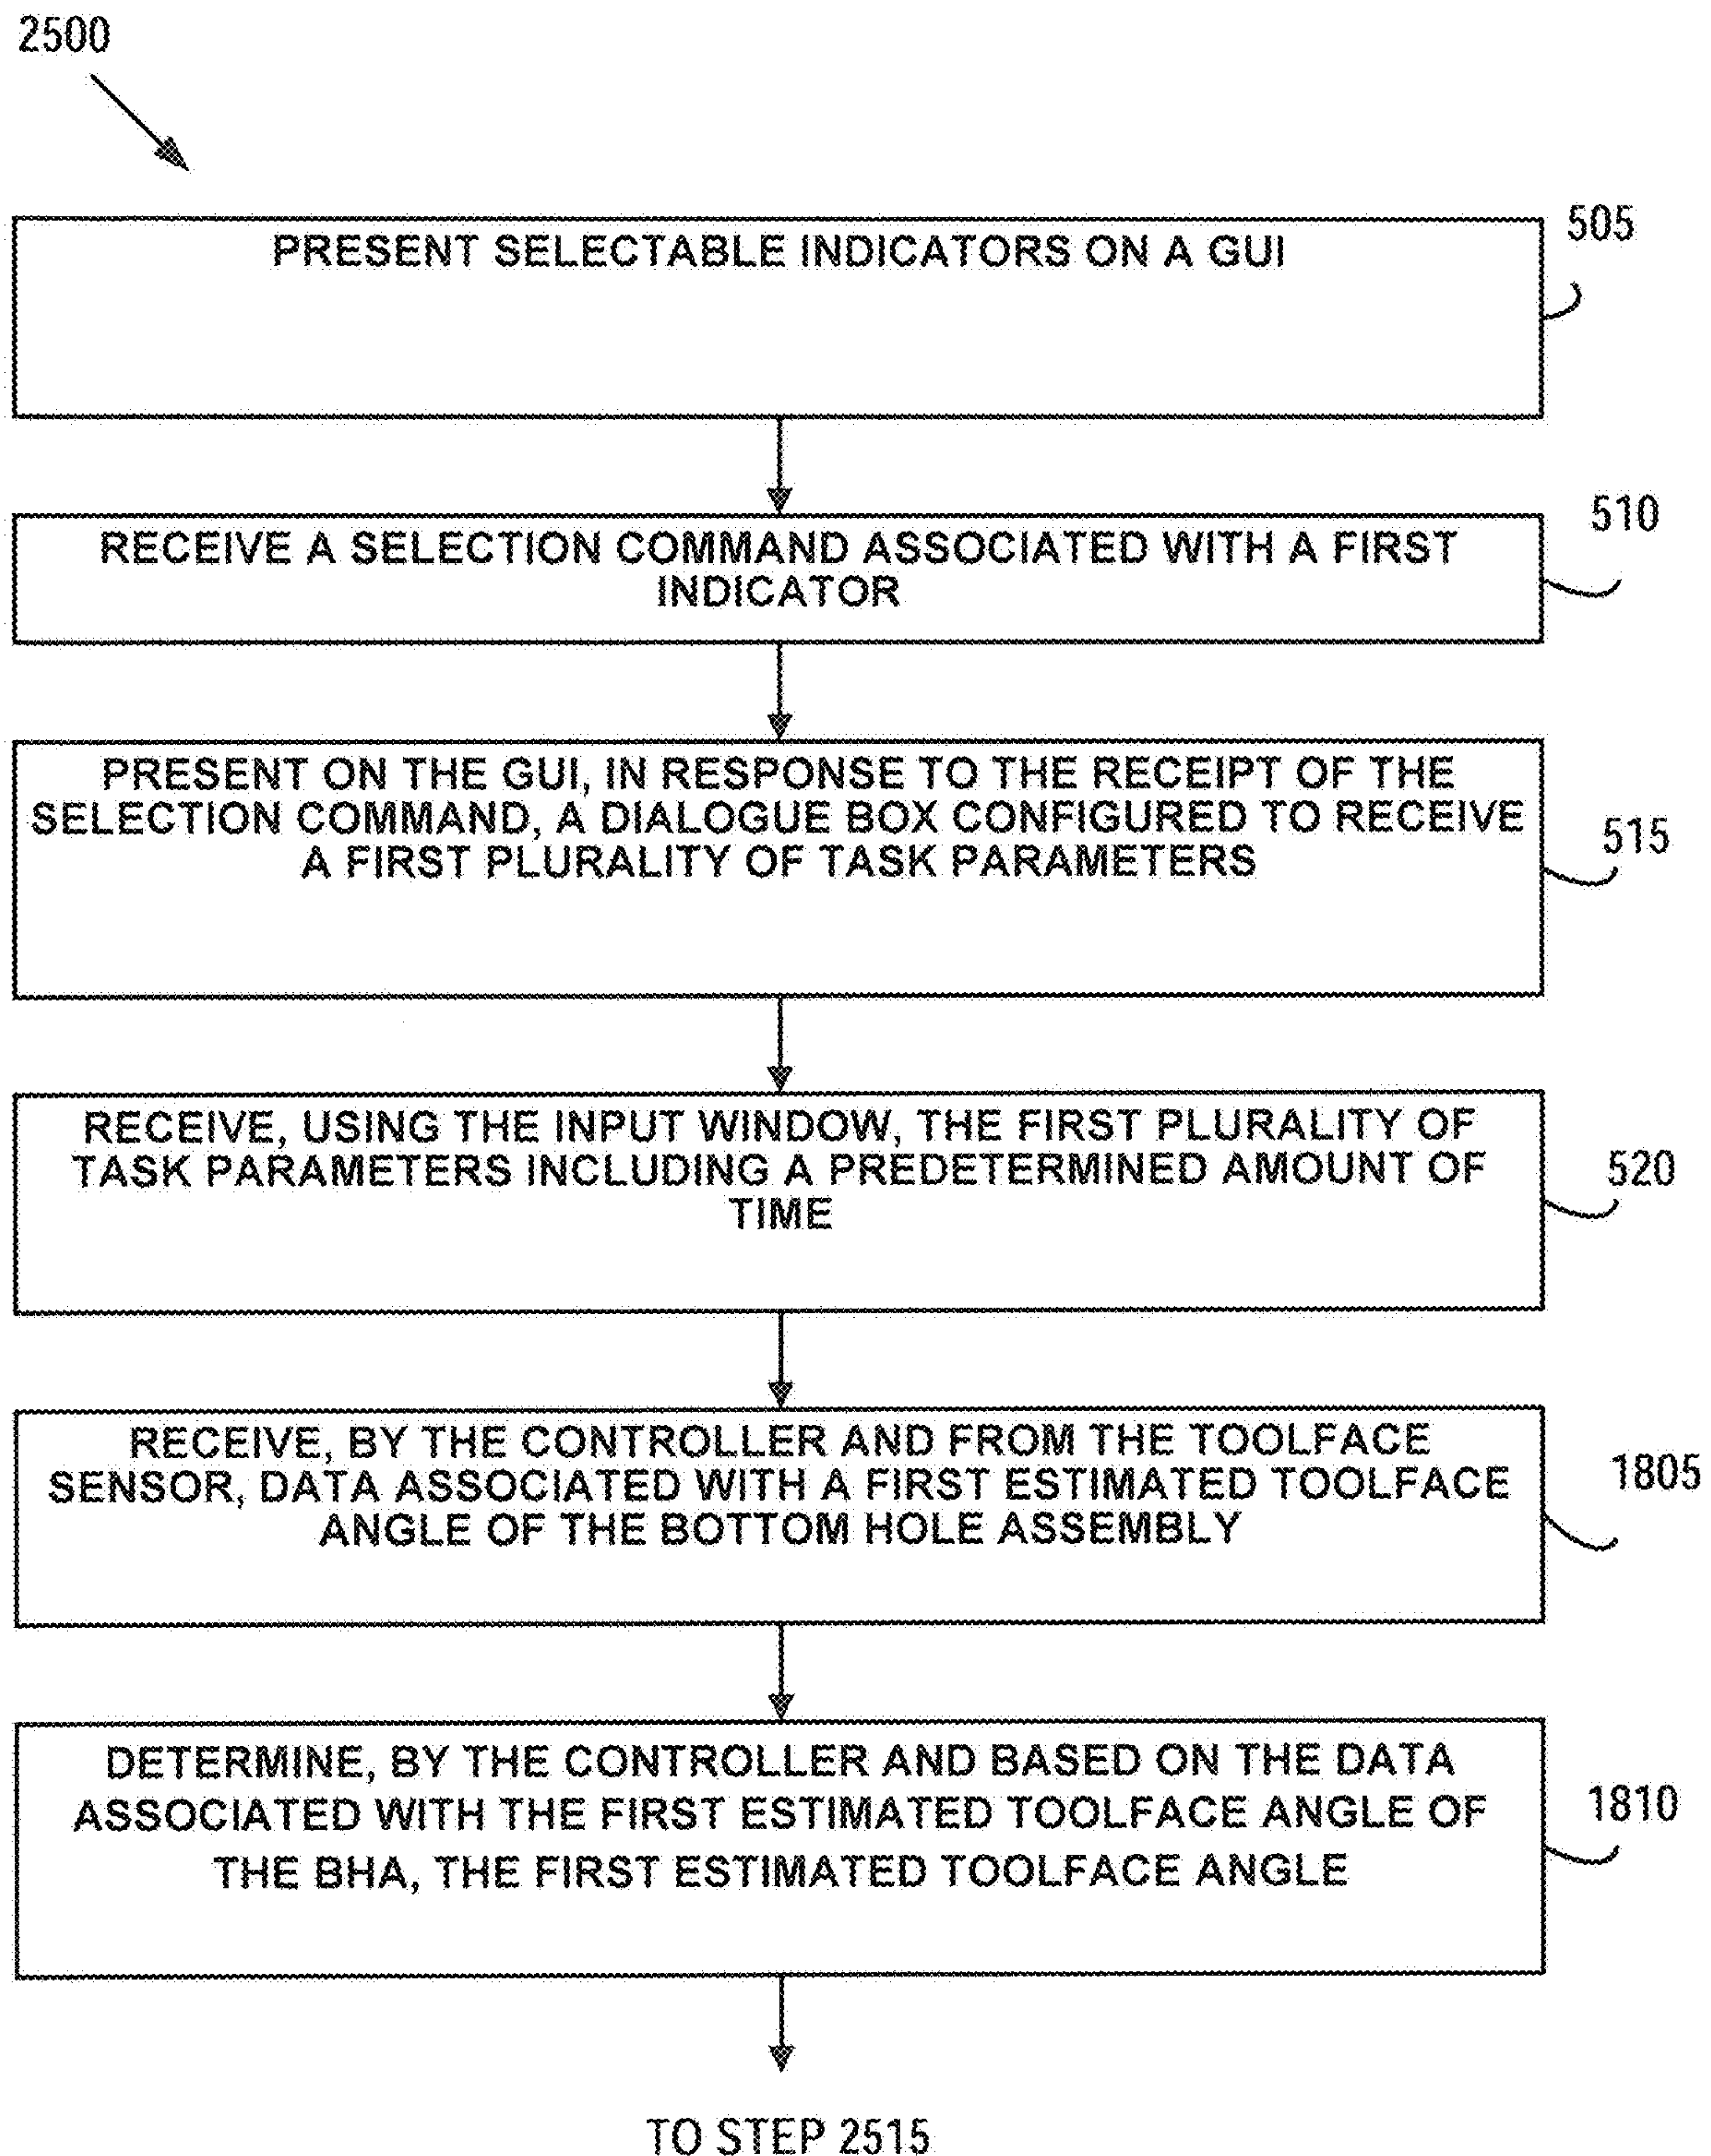 2500
505
PRESENT SELECTABLE INDICATORS ON A GUI
510
RECEIVE A SELECTION COMMAND ASSOCIATED WITH A FIRST
INDICATOR
PRESENT ON THE GUI, IN RESPONSE TO THE RECEIPT OF THE
SELECTION COMMAND, A DIALOGUE BOX CONFIGURED TO RECEIVE
A FIRST PLURALITY OF TASK PARAMETERS
515
RECEIVE, USING THE INPUT WINDOW, THE FIRST PLURALITY OF
TASK PARAMETERS INCLUDING A PREDETERMINED AMOUNT OF
TIME
520
RECEIVE, BY THE CONTROLLER AND FROM THE TOOLFACE
SENSOR, DATA ASSOCIATED WITH A FIRST ESTIMATED TOOLFACE
ANGLE OF THE BOTTOM HOLE ASSEMBLY
1805
DETERMINE, BY THE CONTROLLER AND BASED ON THE DATA
ASSOCIATED WITH THE FIRST ESTIMATED TOOLFACE ANGLE OF
THE BHA, THE FIRST ESTIMATED TOOLFACE ANGLE
1810
TO STEP 2515